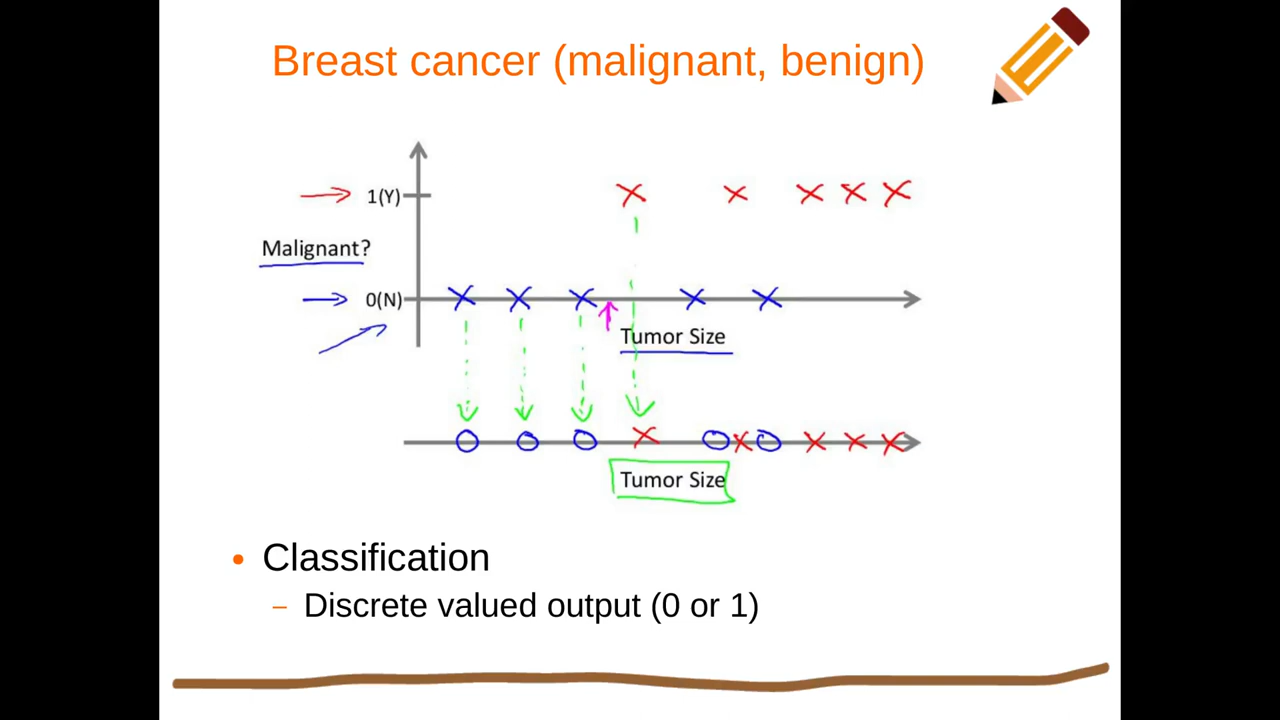 Breast cancer (malignant, benign)
1(Y)
Malignant?
0(N)
Tumor Size
Tumor Size
Classification
Discrete valued output (0 or 1)